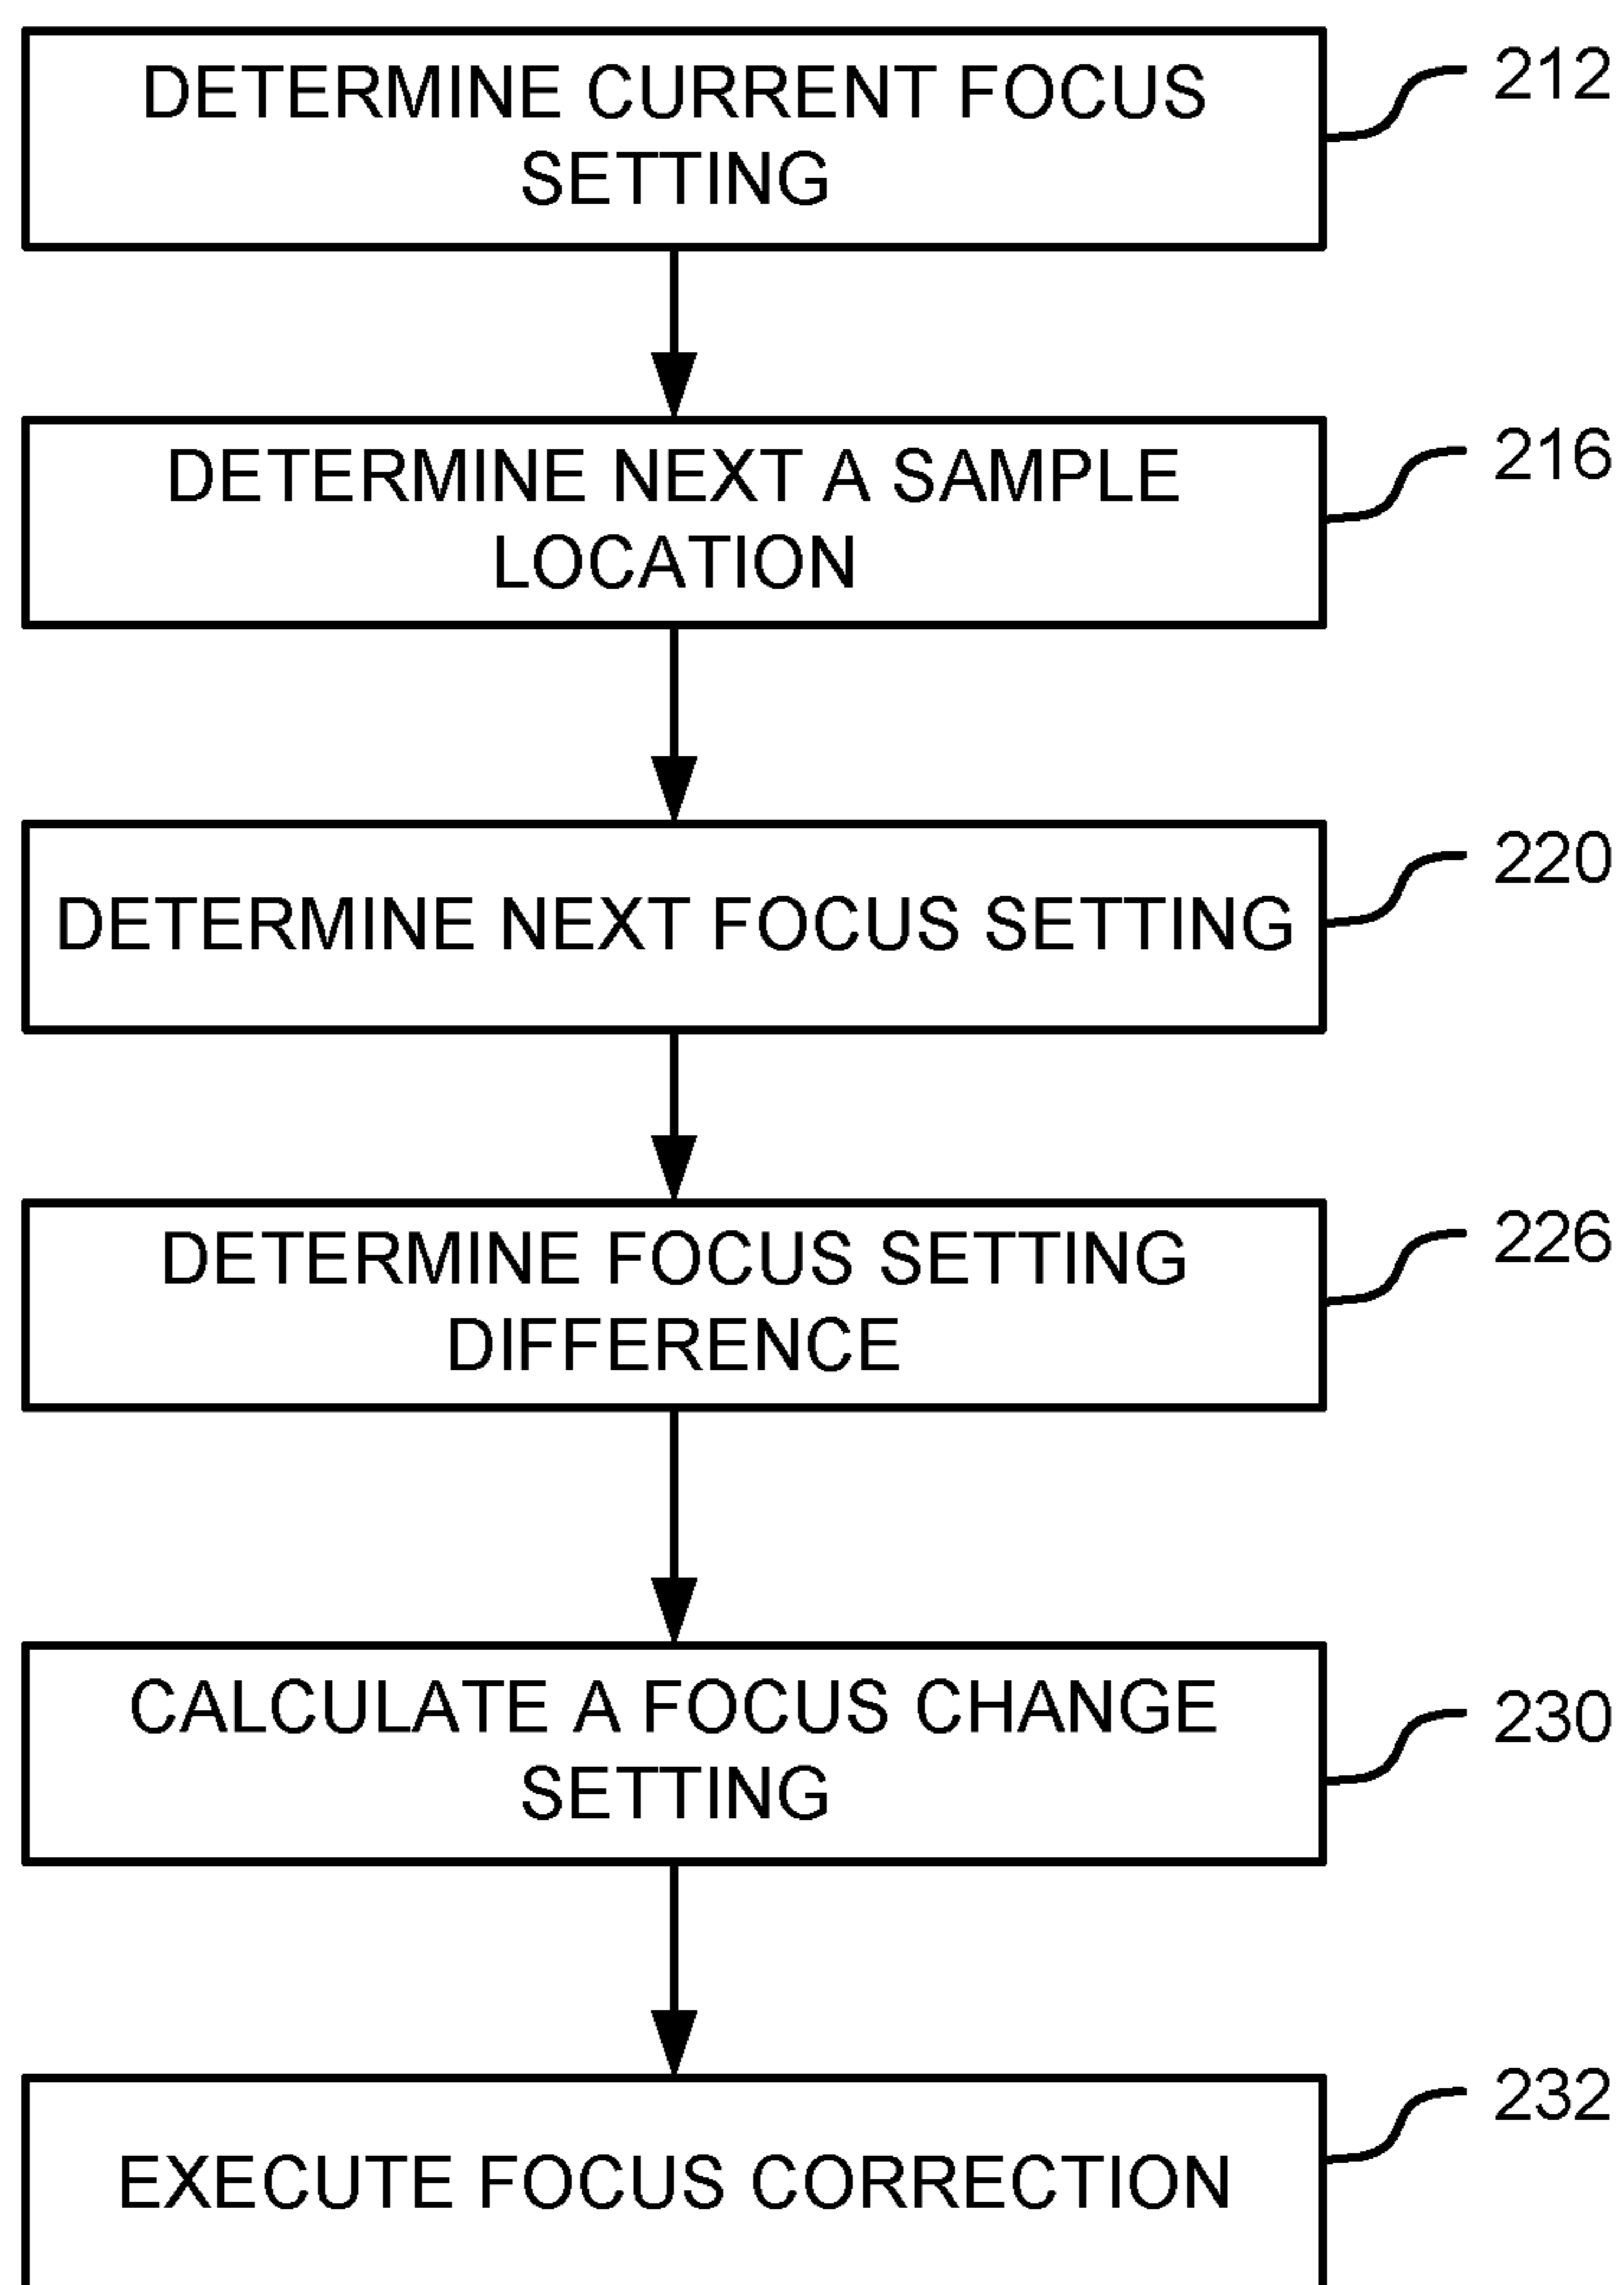 DETERMINE CURRENT FOCUS
SETTING
212
DETERMINE NEXT A SAMPLE
LOCATION
216
DETERMINE NEXT FOCUS SETTING
220
DETERMINE FOCUS SETTING
DIFFERENCE
226
CALCULATE A FOCUS CHANGE
SETTING
230
EXECUTE FOCUS CORRECTION
232